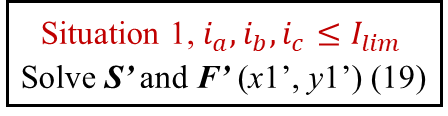 Situation 1, i_a, i_b, i_c ≤ I_lim
Solve S’ and F’ (x1’, y1’) (19)